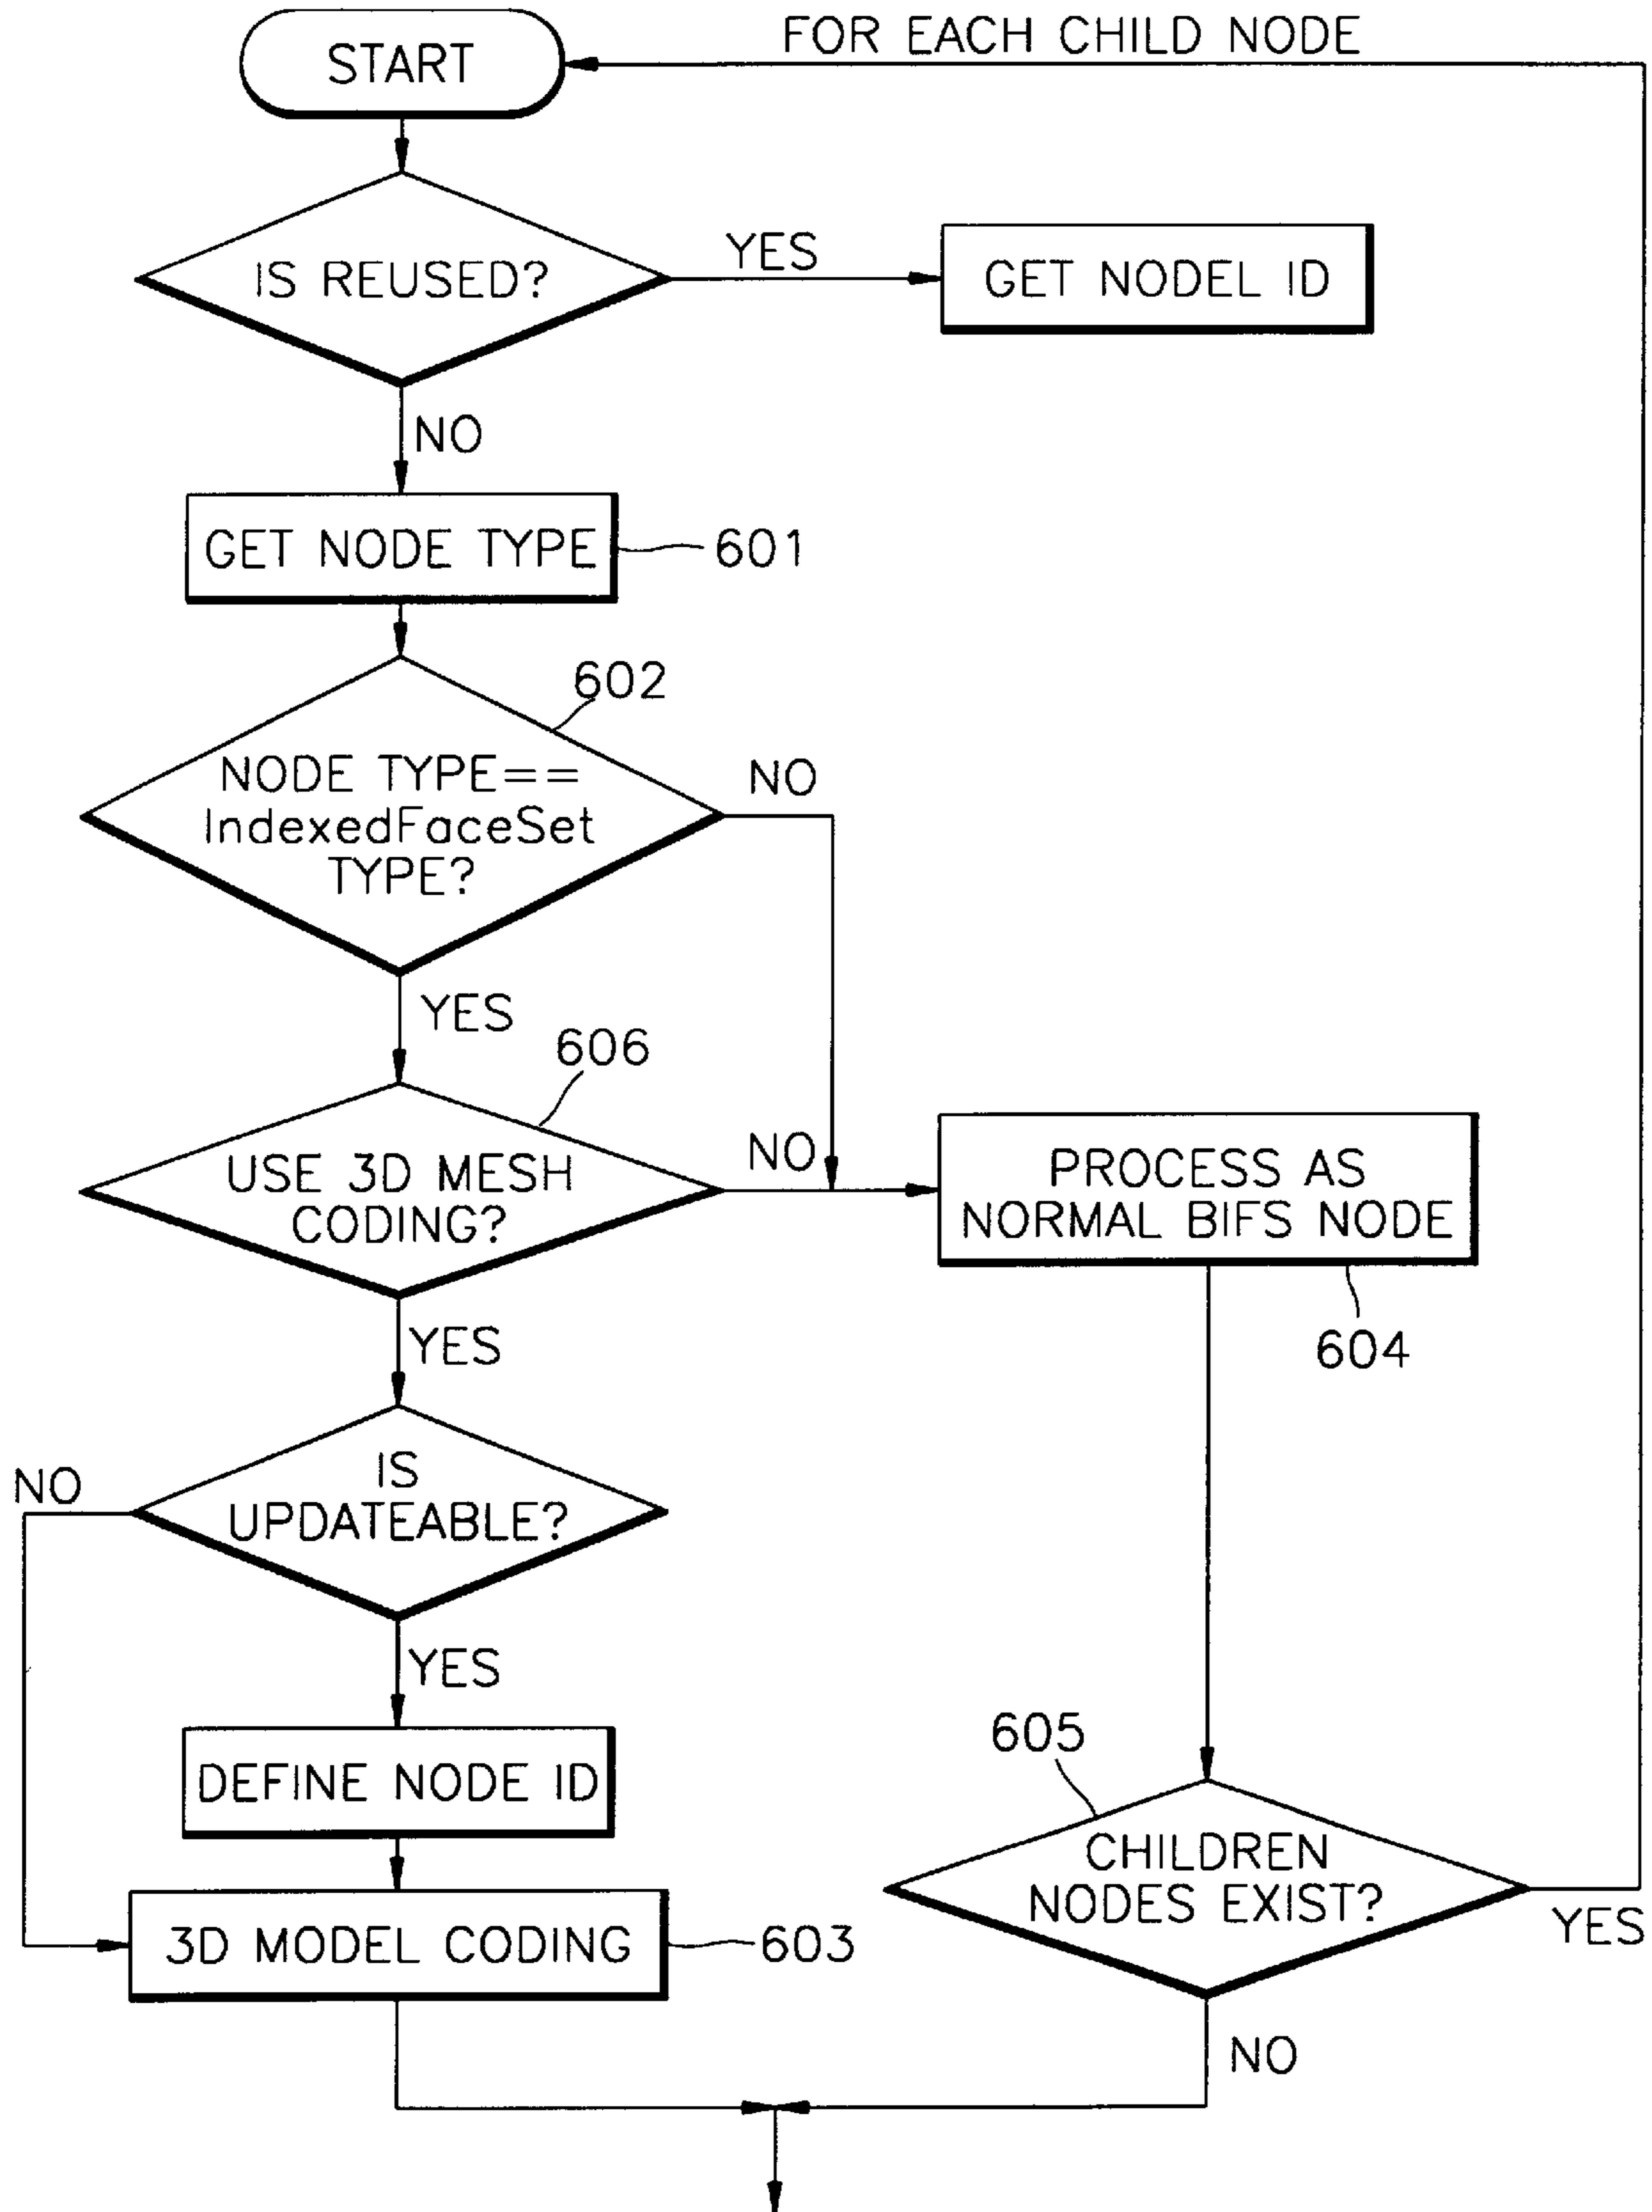 FOR EACH CHILD NODE
START
IS REUSED?
YES
GET NODEL ID
NO
GET NODE TYPE
601
602
NODE TYPE==
IndexedFaceSet
TYPE?
NO
YES
606
USE 3D MESH
CODING?
NO
PROCESS AS
NORMAL BIFS NODE
604
YES
IS
UPDATEABLE?
NO
YES
DEFINE NODE ID
605
CHILDREN
NODES EXIST?
YES
3D MODEL CODING
603
NO